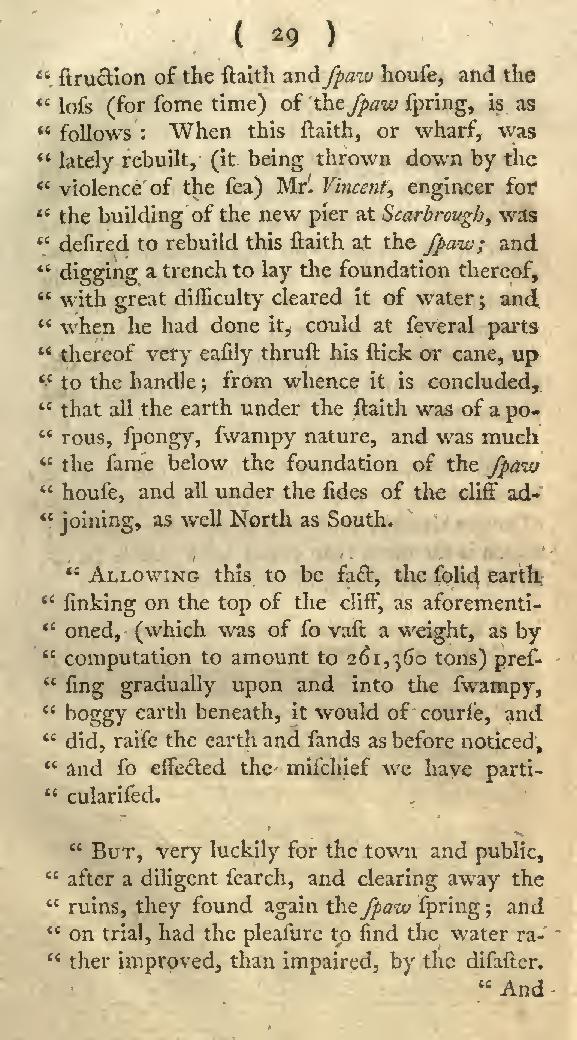 ( 29 )
“ ſtruction of the ſtaith and ſpaw houſe, and the
“ loſs (for ſome time) of the ſpaw ſpring, is as
“ follows : When this ſtaith, or wharf, was
“ lately rebuilt, (it being thrown down by the
“ violence of the ſea) Mr. Vincent, engineer for
“ the building of the new pier at Scarbrough, was
“ deſired to rebuild this ſtaith at the ſpaw; and
“ digging a trench to lay the foundation thereof,
“ with great difficulty cleared it of water; and
“ when he had done it, could at ſeveral parts
“ thereof very eaſily thruſt his ſtick or cane, up
“ to the handle; from whence it is concluded,
“ that all the earth under the ſtaith was of a po-
“ rous, ſpongy, ſwampy nature, and was much
“ the ſame below the foundation of the ſpaw
“ houſe, and all under the ſides of the cliff ad-
“ joining, as well North as South.
“ ALLOWING this to be fact, the ſolid earth
“ ſinking on the top of the cliff, as aforementi-
“ oned, (which was of ſo vaſt a weight, as by
“ computation to amount to 261,360 tons) preſ-
“ ſing gradually upon and into the ſwampy,
“ boggy earth beneath, it would of courſe, and
“ did, raiſe the earth and ſands as before noticed,
“ and ſo effected the miſchief we have parti-
“ culariſed.
“ BUT, very luckily for the town and public,
“ after a diligent ſearch, and clearing away the
“ ruins, they found again the ſpaw ſpring; and
“ on trial, had the pleaſure to find the water ra-
“ ther improved, than impaired, by the diſaſter.
“ And